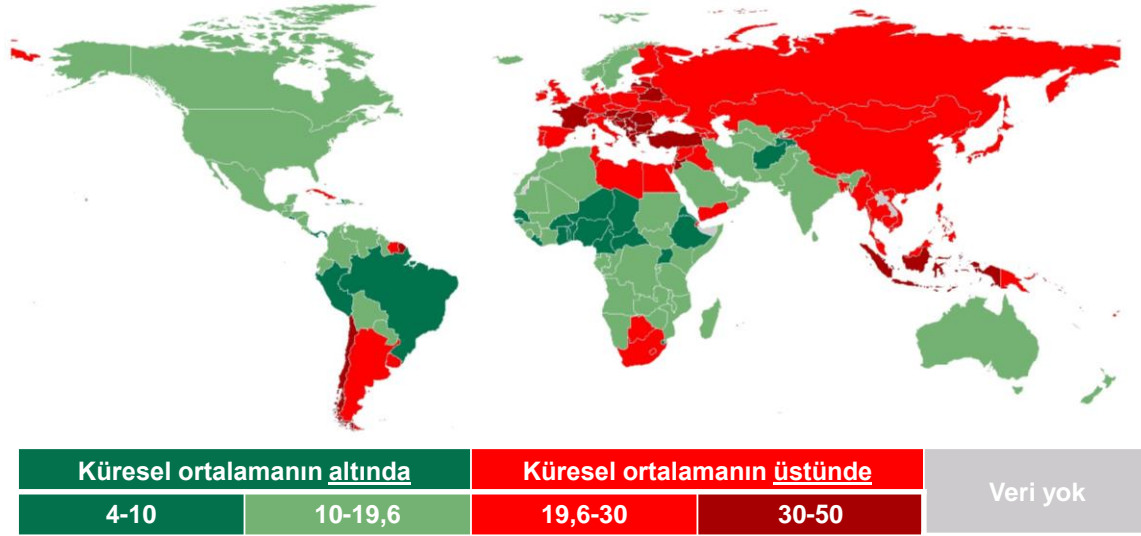 Küresel ortalamanın altında
Küresel ortalamanın üstünde
Veri yok
4-10
10-19,6
19,6-30
30-50